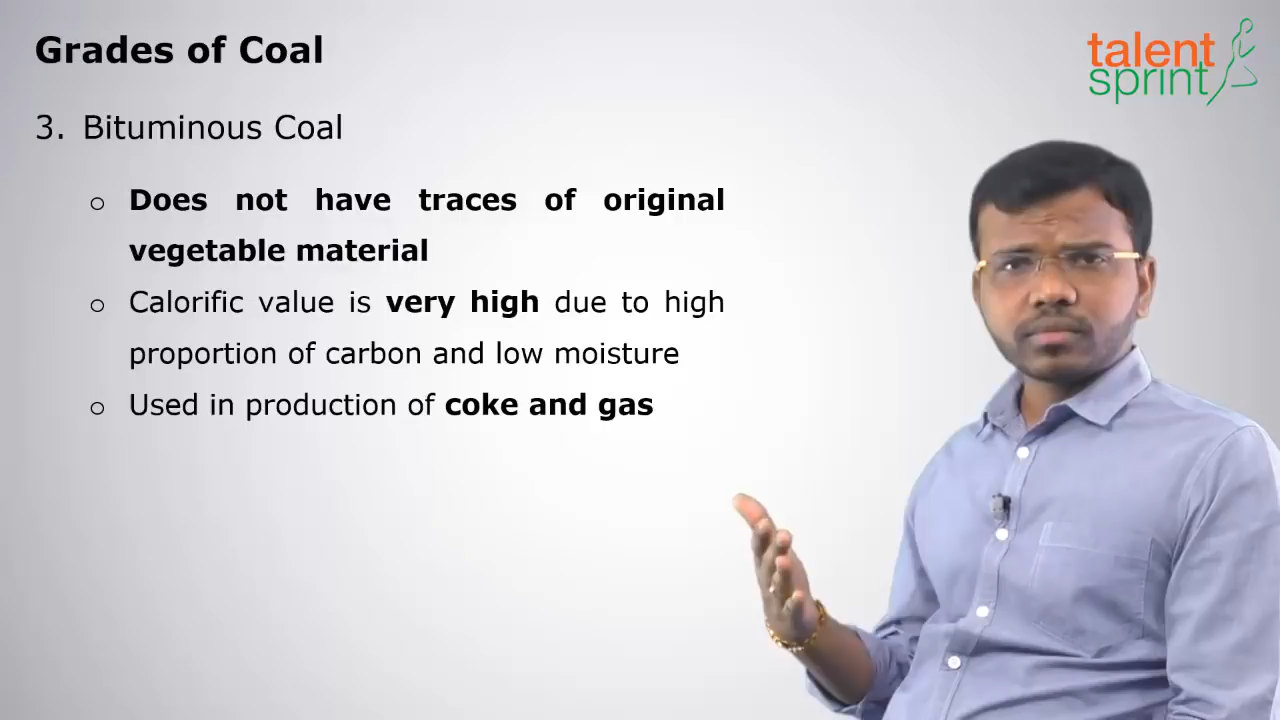 Grades of Coal
talent
sprint
3. Bituminous Coal
o Does not have traces of original
vegetable material
o Calorific value is very high due to high
proportion of carbon and low moisture
o Used in production of coke and gas